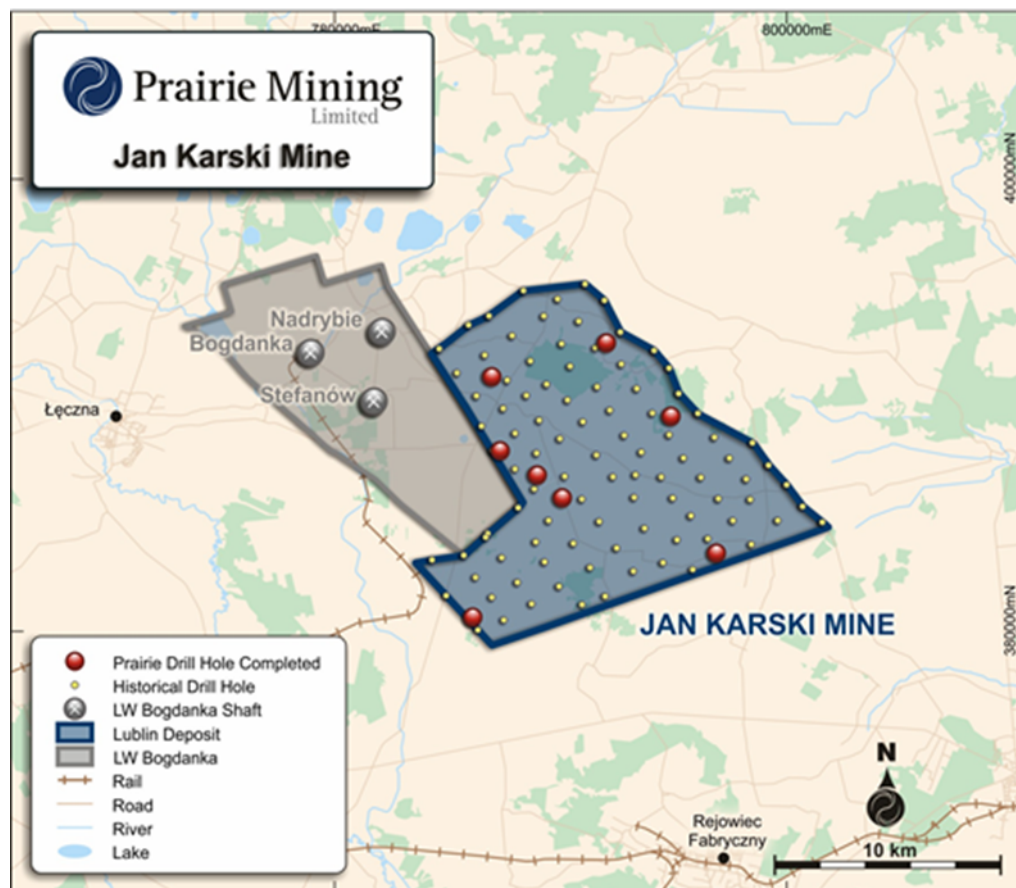 780000mE
800000mE
Prairie Mining
Limited
Jan Karski Mine
4000000mN
Nadrybie
Bogdanka
Stefanów
Łęczna
380000mN
JAN KARSKI MINE
Prairie Drill Hole Completed
Historical Drill Hole
LW Bogdanka Shaft
Lublin Deposit
LW Bogdanka
Rail
Road
River
Lake
N
Rejowiec
Fabryczny
10 km